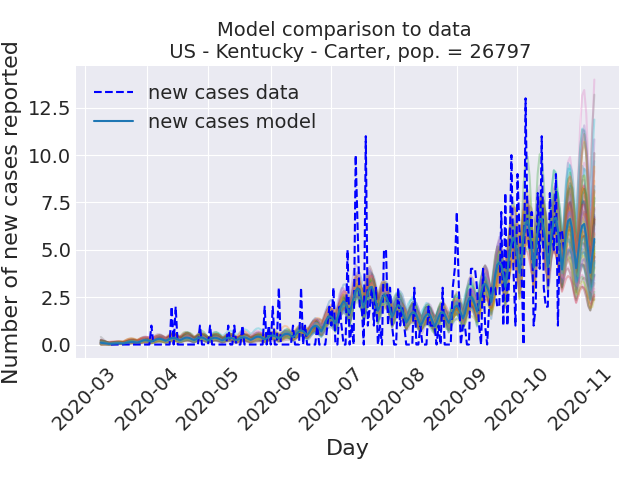 Model comparison to data
US - Kentucky - Carter, pop. = 26797
new cases data
new cases model
Number of new cases reported
12.5
10.0
7.5
5.0
2.5
0.0
2020-03
2020-04
2020-05
2020-06
2020-07
2020-08
2020-09
2020-10
2020-11
Day